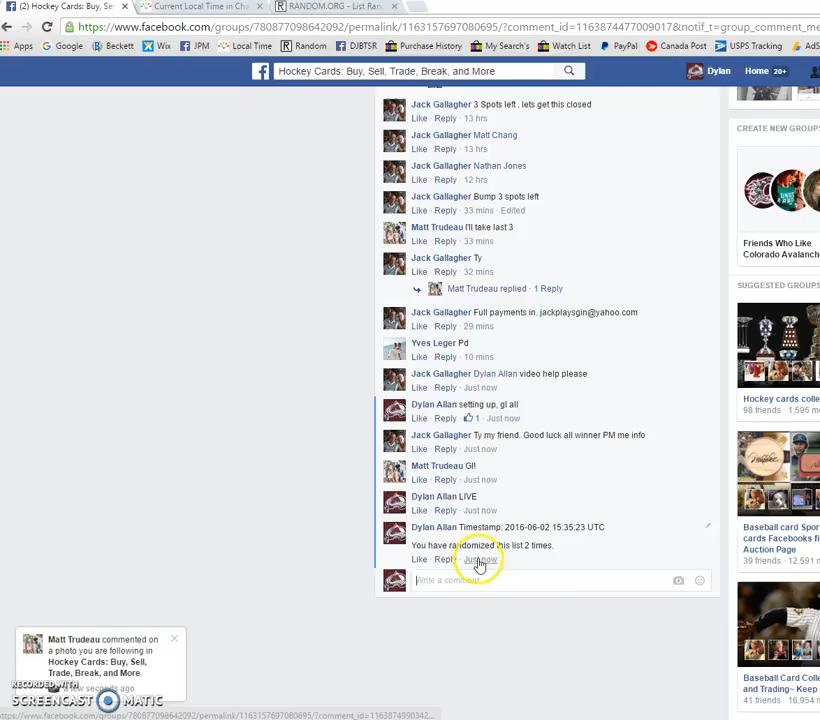 (1) Hockey Cards: Buy, Se ×
Current Local Time in Cha ×
RANDOM.ORG - List Ran ×
https://www.facebook.com/groups/780877098642092/permalink/1163157697080695/?comment_id=1163874477009017&notif_t=group_comment_me
Apps Google Beckett Wix JPM Local Time Random DJBTSR Purchase History My Search's Watch List PayPal Canada Post USPS Tracking Ad
Hockey Cards: Buy, Sell, Trade, Break, and More
Dylan Home 20+
Jack Gallagher 3 Spots left . lets get this closed
Like · Reply · 13 hrs
Jack Gallagher Matt Chang
Like · Reply · 13 hrs
Jack Gallagher Nathan Jones
Like · Reply · 12 hrs
Jack Gallagher Bump 3 spots left
Like · Reply · 33 mins · Edited
Matt Trudeau I'll take last 3
Like · Reply · 33 mins
Jack Gallagher Ty
Like · Reply · 32 mins
Matt Trudeau replied · 1 Reply
Jack Gallagher Full payments in. jackplaysgin@yahoo.com
Like · Reply · 29 mins
Yves Leger Pd
Like · Reply · 10 mins
Jack Gallagher Dylan Allan video help please
Like · Reply · Just now
Dylan Allan setting up, gl all
Like · Reply · 1 · Just now
Jack Gallagher Ty my friend. Good luck all winner PM me info
Like · Reply · Just now
Matt Trudeau Gl!
Like · Reply · Just now
Dylan Allan LIVE
Like · Reply · Just now
Dylan Allan Timestamp: 2016-06-02 15:35:23 UTC
You have randomized this list 2 times.
Like · Reply · Just now
Write a comment...
CREATE NEW GROUPS
Friends Who Like
Colorado Avalanche
SUGGESTED GROUPS
Hockey cards colle
98 friends · 1,596 m
Baseball card Spor
cards Facebooks fi
Auction Page
39 friends · 12,591 m
Baseball Card Colle
and Trading~ Keep
41 friends · 16,954 m
Matt Trudeau commented on
a photo you are following in
Hockey Cards: Buy, Sell,
Trade, Break, and More.
a few seconds ago
RECORDED WITH
SCREENCAST MATIC
https://www.facebook.com/groups/780877098642092/permalink/1163157697080695/?comment_id=1163874990342...